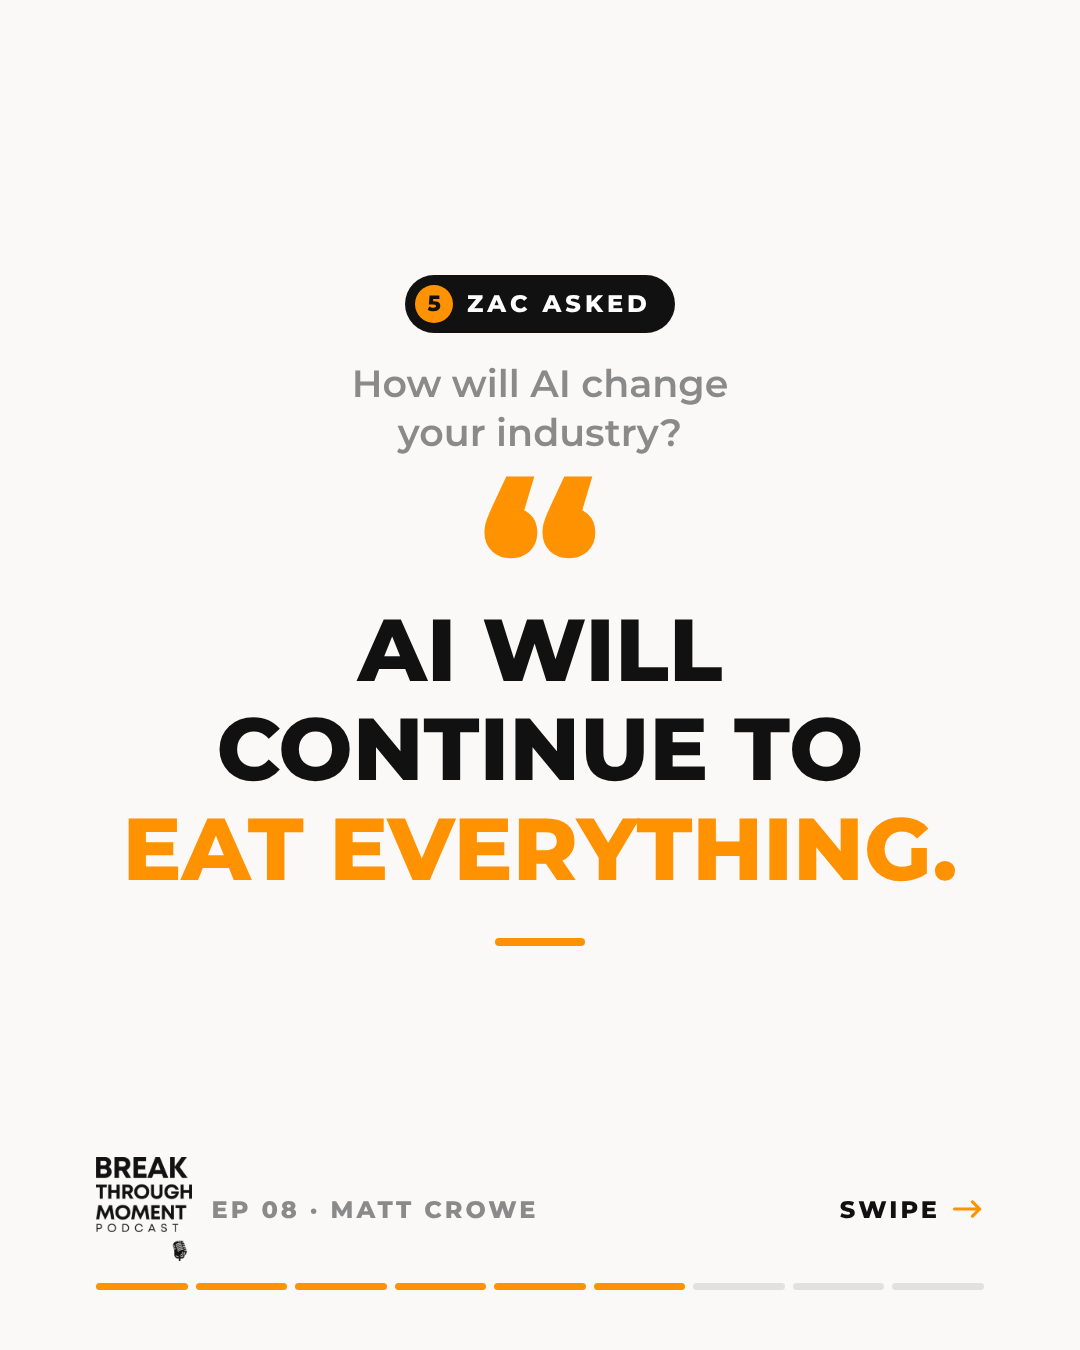 5 ZAC ASKED
How will AI change
your industry?
“
AI WILL
CONTINUE TO
EAT EVERYTHING.
BREAK
THROUGH
MOMENT
PODCAST
EP 08 · MATT CROWE
SWIPE →